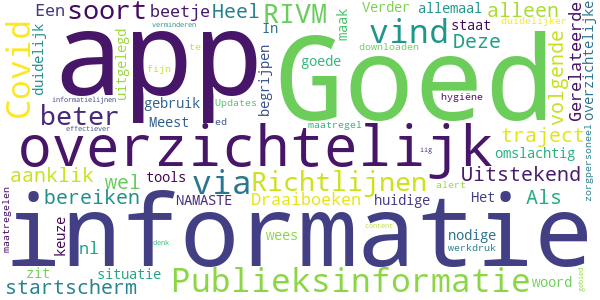 Een soort beetje Heel RIVM Verder allemaal alleen
verminderen In maak staat duidelijker
Covid duidelijk app uitgalegd te fijn vind Deze volgende Gerelateerde overzichtelijke
downloaden
goede
informatielijnen gebruik Updates begrijpen Goed hygiëne
beter Meest ed maatregel
effectiever
overzichtelijk iig traject zorgpersoneel
omslachtig
aanklik wel tools via Richtlijnen alert Uitstekend
maatregelen bereiken NAMASTE Draaiboeken huidige Het Als
informatie
keuze nl wees content nodige
denk werkdruk
zit situatie Publieksinformatie woord
startscherm